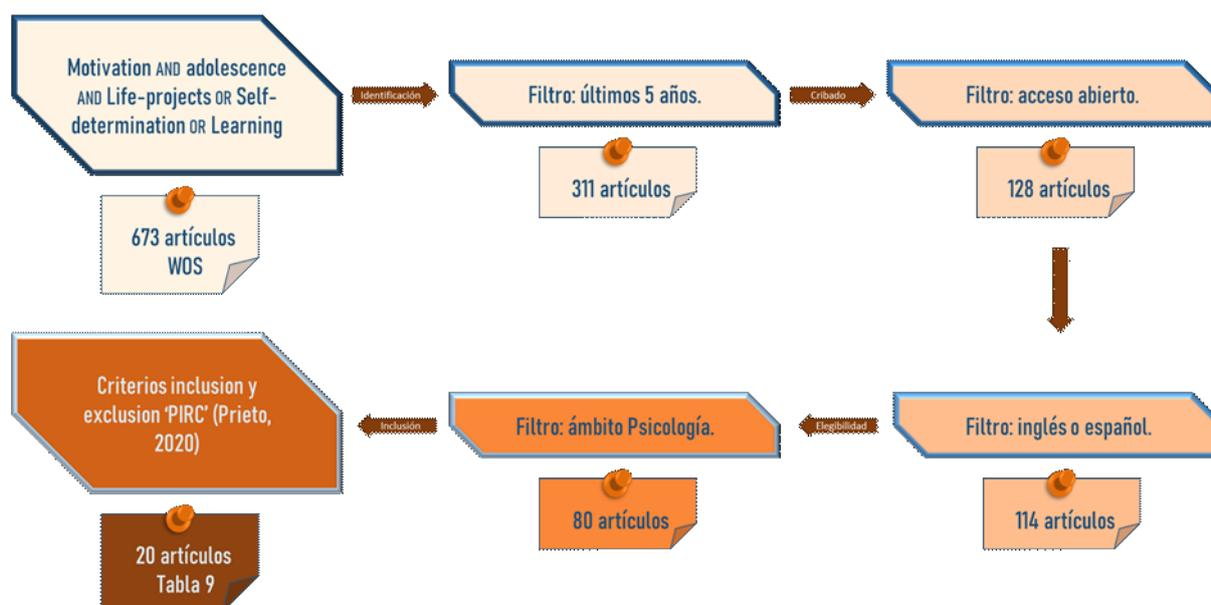 Motivation AND adolescence
AND Life-projects OR Self-
determination OR Learning
673 artículos
WOS
Identificación
Filtro: últimos 5 años.
311 artículos
Cribado
Filtro: acceso abierto.
128 artículos
Filtro: inglés o español.
114 artículos
Elegibilidad
Filtro: ámbito Psicología.
80 artículos
Inclusión
Criterios inclusion y
exclusion ‘PIRC’ (Prieto,
2020)
20 artículos
Tabla 9